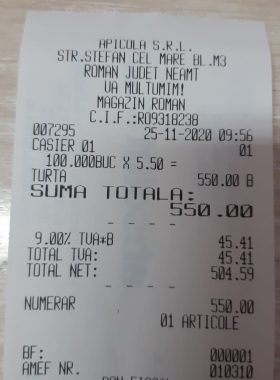 APICOLA S.R.L.
STR.STEFAN CEL MARE BL.M3
ROMAN JUDET NEAMT
VA MULTUMIM!
MAGAZIN ROMAN
C.I.F.:RO9318238
007295 25-11-2020 09:56
CASIER 01 01
100.000BUC X 5.50 =
TURTA 550.00 B
SUMA TOTALA:
550.00
- - - -
9.00% TVA*B 45.41
TOTAL TVA: 45.41
TOTAL NET: 504.59
- - - -
NUMERAR 550.00
01 ARTICOLE
BF: 000001
AMEF NR. 010310
BON FISCAL